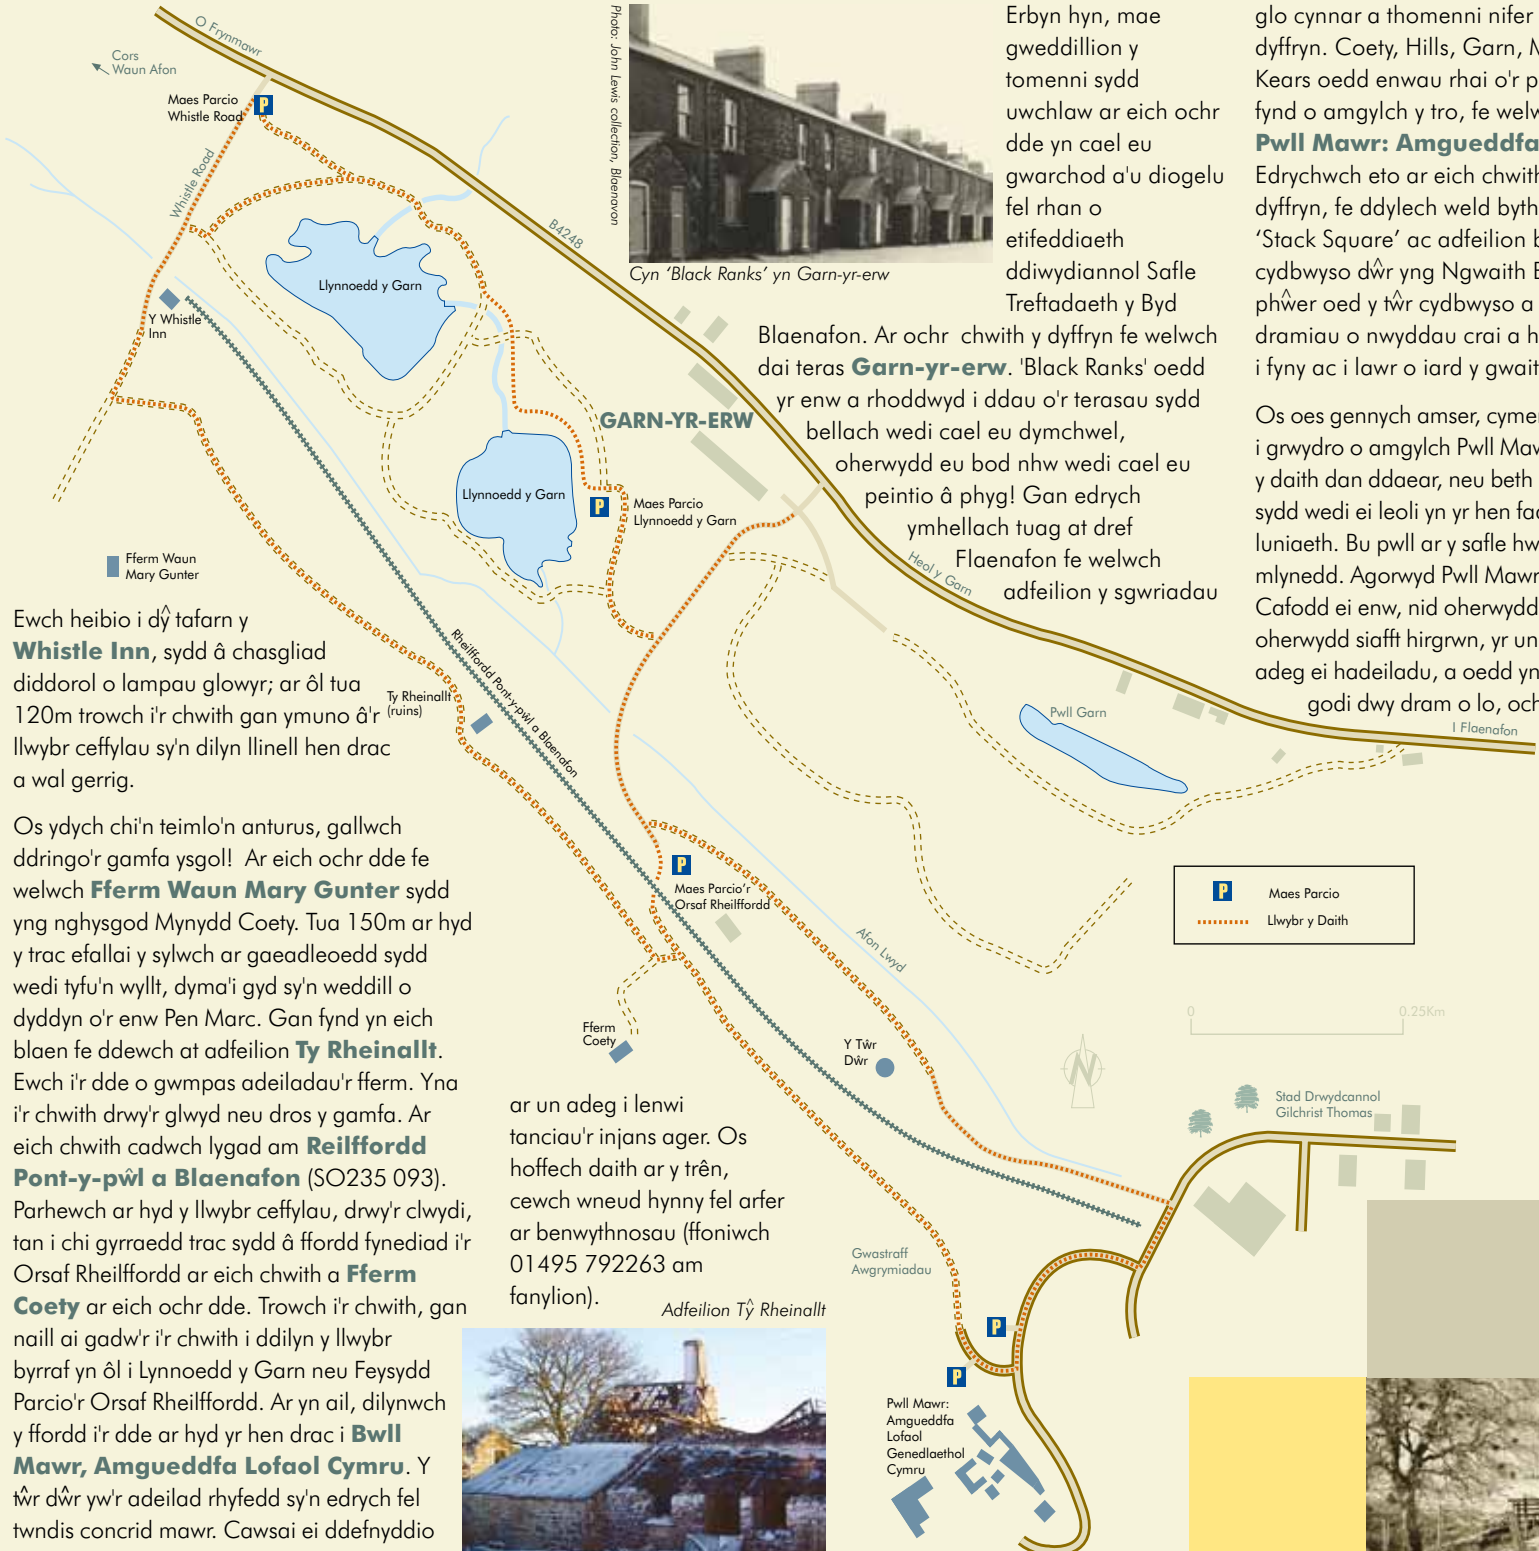 O Frynmawr
Cors
Waun Afon
Maes Parcio
Whistle Road
P
Whistle Road
B4248
Llynnoedd y Garn
Y Whistle
Inn
GARN-YR-ERW
Llynnoedd y Garn
P
Maes Parcio
Llynnoedd y Garn
Fferm Waun
Mary Gunter
Heol y Garn
Rheilffordd Pont-y-pŵl a Blaenafon
Ty Rheinallt
(ruins)
Pwll Garn
I Flaenafon
P
Maes Parcio'r
Orsaf Rheilffordd
Afon Lwyd
Fferm
Coety
Y Tŵr
Dŵr
P Maes Parcio
Llwybr y Daith
0 0.25Km
N
Stad Drwydcannol
Gilchrist Thomas
Gwastraff
Awgrymiadau
P
P
Pwll Mawr:
Amgueddfa
Lofaol
Genedlaethol
Cymru
Ewch heibio i dŷ tafarn y
Whistle Inn, sydd â chasgliad
diddorol o lampau glowyr; ar ôl tua
120m trowch i'r chwith gan ymuno â'r
llwybr ceffylau sy'n dilyn llinell hen drac
a wal gerrig.
Os ydych chi'n teimlo'n anturus, gallwch
ddringo'r gamfa ysgol! Ar eich ochr dde fe
welwch Fferm Waun Mary Gunter sydd
yng nghysgod Mynydd Coety. Tua 150m ar hyd
y trac efallai y sylwch ar gaeadleoedd sydd
wedi tyfu'n wyllt, dyma'i gyd sy'n weddill o
dyddyn o'r enw Pen Marc. Gan fynd yn eich
blaen fe ddewch at adfeilion Ty Rheinallt.
Ewch i'r dde o gwmpas adeiladau'r fferm. Yna
i'r chwith drwy'r glwyd neu dros y gamfa. Ar
eich chwith cadwch lygad am Reilffordd
Pont-y-pŵl a Blaenafon (SO235 093).
Parhewch ar hyd y llwybr ceffylau, drwy'r clwydi,
tan i chi gyrraedd trac sydd â ffordd fynediad i'r
Orsaf Rheilffordd ar eich chwith a Fferm
Coety ar eich ochr dde. Trowch i'r chwith, gan
naill ai gadw'r i'r chwith i ddilyn y llwybr
byrraf yn ôl i Lynnoedd y Garn neu Feysydd
Parcio'r Orsaf Rheilffordd. Ar yn ail, dilynwch
y ffordd i'r dde ar hyd yr hen drac i Bwll
Mawr, Amgueddfa Lofaol Cymru. Y
tŵr dŵr yw'r adeilad rhyfedd sy'n edrych fel
twndis concrid mawr. Cawsai ei ddefnyddio
ar un adeg i lenwi
tanciau'r injans ager. Os
hoffech daith ar y trên,
cewch wneud hynny fel arfer
ar benwythnosau (ffoniwch
01495 792263 am
fanylion).
Adfeilion Tŷ Rheinallt
Photo: John Lewis collection, Blaenavon
Cyn ‘Black Ranks’ yn Garn-yr-erw
Erbyn hyn, mae
gweddillion y
tomenni sydd
uwchlaw ar eich ochr
dde yn cael eu
gwarchod a'u diogelu
fel rhan o
etifeddiaeth
ddiwydiannol Safle
Treftadaeth y Byd
Blaenafon. Ar ochr chwith y dyffryn fe welwch
dai teras Garn-yr-erw. 'Black Ranks' oedd
yr enw a rhoddwyd i ddau o'r terasau sydd
bellach wedi cael eu dymchwel,
oherwydd eu bod nhw wedi cael eu
peintio â phyg! Gan edrych
ymhellach tuag at dref
Flaenafon fe welwch
adfeilion y sgwriadau
glo cynnar a thomenni nifer
dyffryn. Coety, Hills, Garn,
Kears oedd enwau rhai o'r
fynd o amgylch y tro, fe
Pwll Mawr: Amgueddfa
Edrychwch eto ar eich
dyffryn, fe ddylech weld
‘Stack Square’ ac adfeilion
cydbwyso dŵr yng Ngwaith
phŵer oed y tŵr cydbwyso a
dramiau o nwyddau crai a
i fyny ac i lawr o iard y
Os oes gennych amser,
i grwydro o amgylch Pwll
y daith dan ddaear, neu beth
sydd wedi ei leoli yn yr hen
luniaeth. Bu pwll ar y safle
mlynedd. Agorwyd Pwll Mawr
Cafodd ei enw, nid oherwydd
oherwydd siafft hirgrwn, yr
adeg ei hadeiladu, a oedd
godi dwy dram o lo,